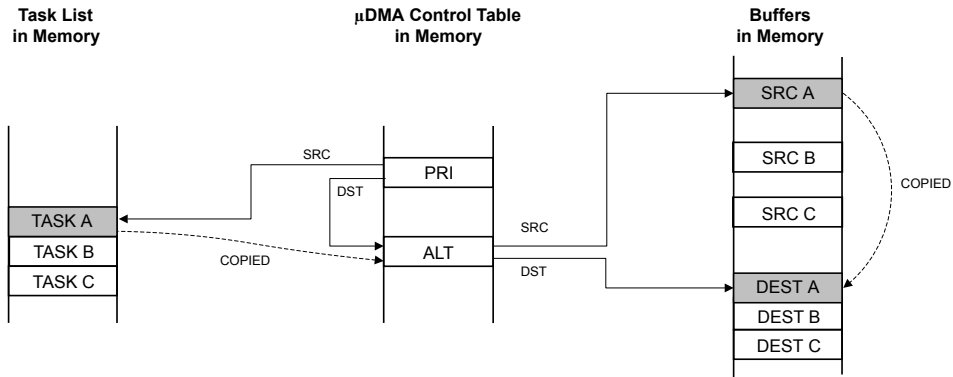 Task List
in Memory
µDMA Control Table
in Memory
Buffers
in Memory
SRC A
SRC
PRI
SRC B
DST
COPIED
TASK A
SRC C
SRC
TASK B
COPIED
ALT
DST
TASK C
DEST A
DEST B
DEST C